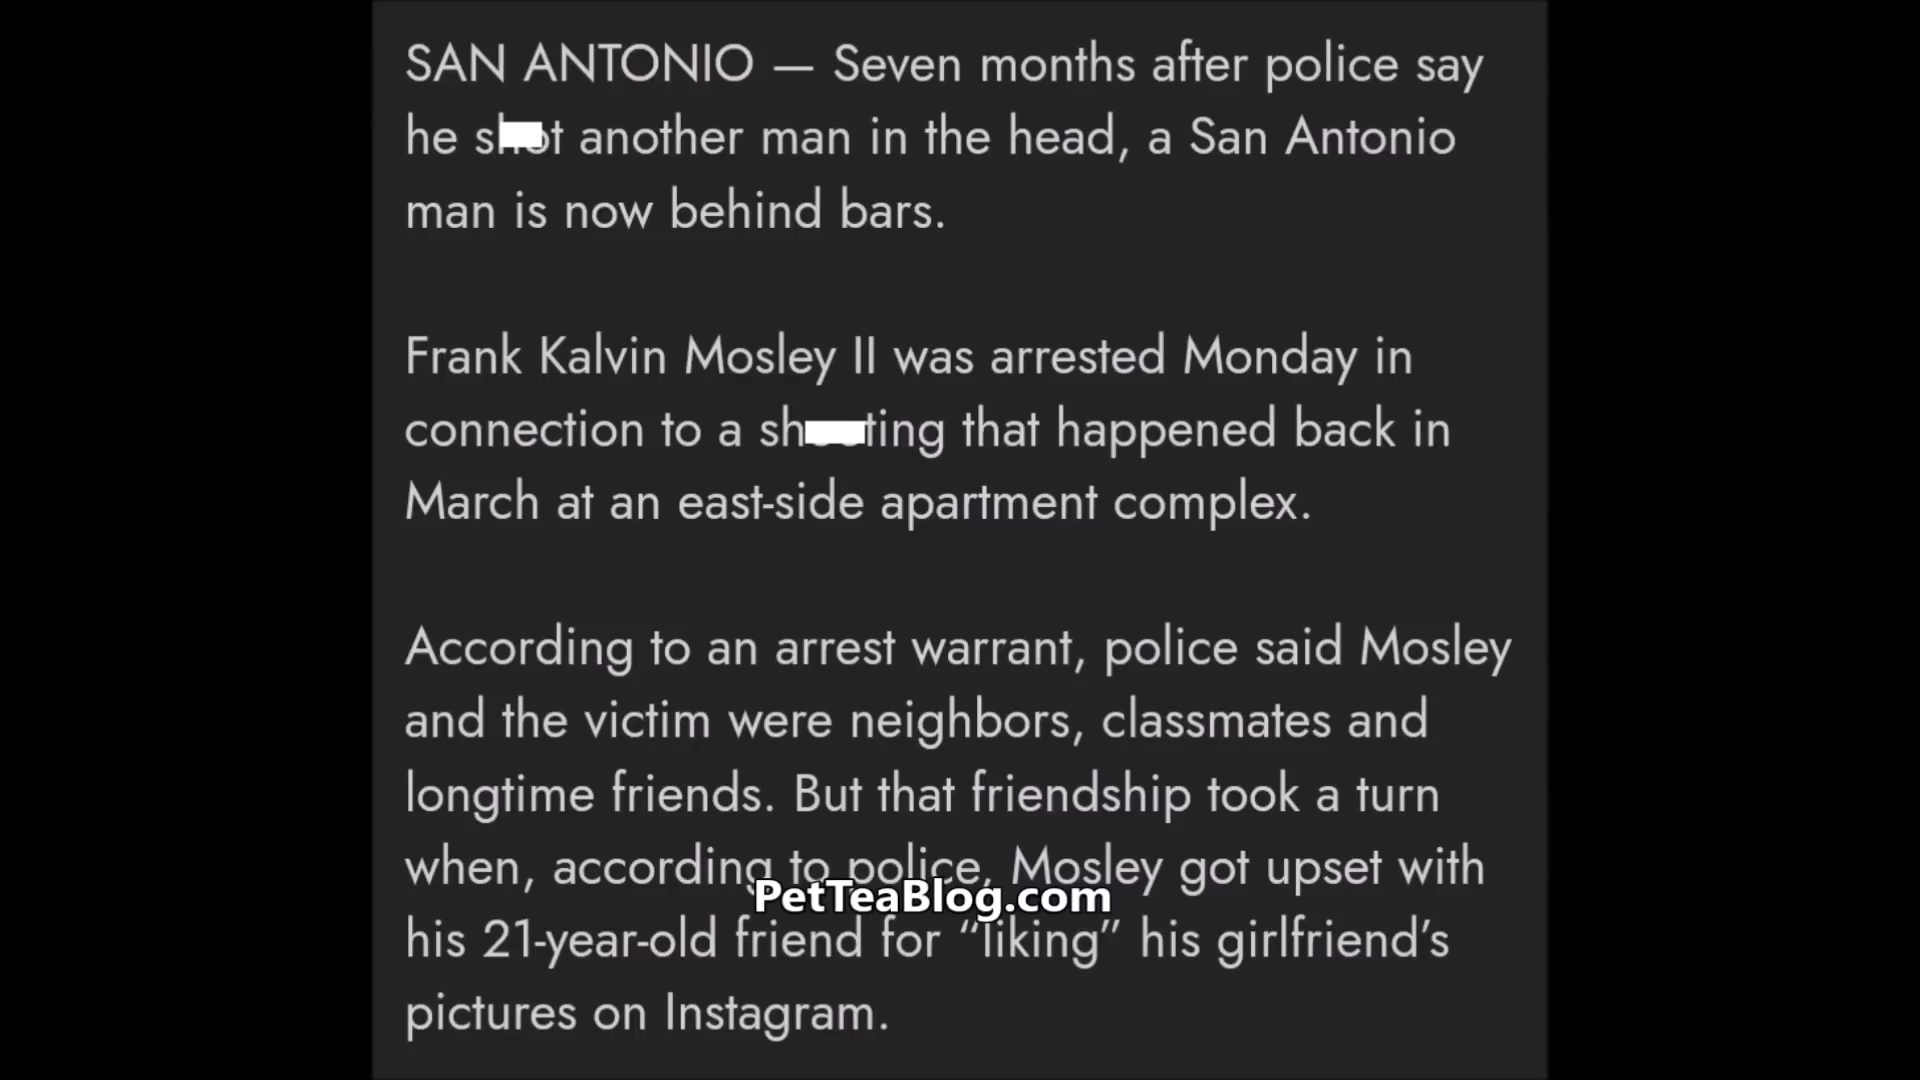 SAN ANTONIO — Seven months after police say
he shot another man in the head, a San Antonio
man is now behind bars.
Frank Kalvin Mosley II was arrested Monday in
connection to a shooting that happened back in
March at an east-side apartment complex.
According to an arrest warrant, police said Mosley
and the victim were neighbors, classmates and
longtime friends. But that friendship took a turn
when, according to police, Mosley got upset with
PetTeaBlog.com
his 21-year-old friend for “liking” his girlfriend’s
pictures on Instagram.